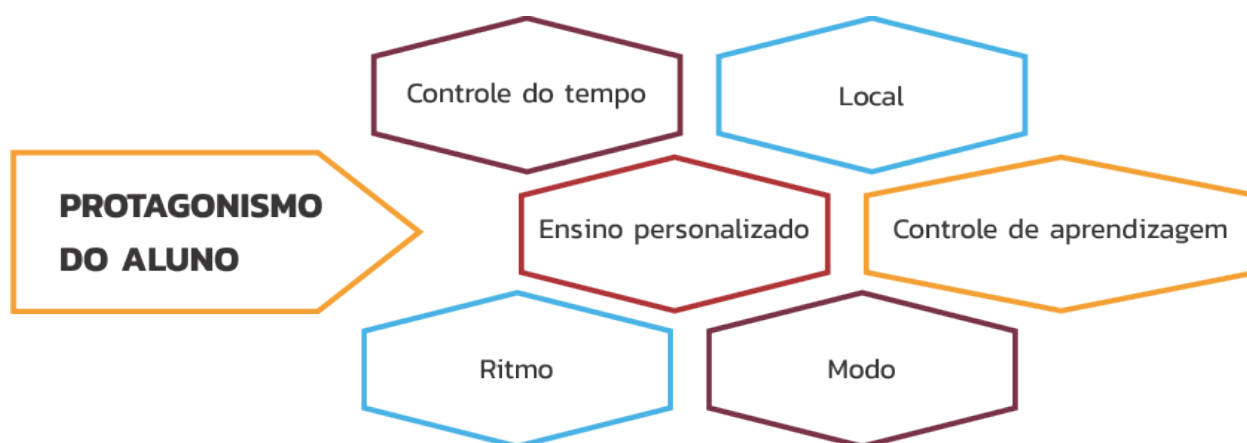 PROTAGONISMO
DO ALUNO
Controle do tempo
Local
Ensino personalizado
Controle de aprendizagem
Ritmo
Modo